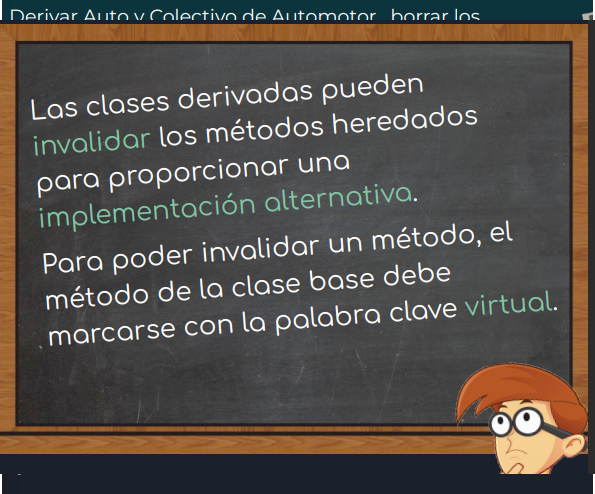 Derivar Auto y Colectivo de Automotor, borrar los
Las clases derivadas pueden
invalidar los métodos heredados
para proporcionar una
implementación alternativa.
Para poder invalidar un método, el
método de la clase base debe
marcarse con la palabra clave virtual.